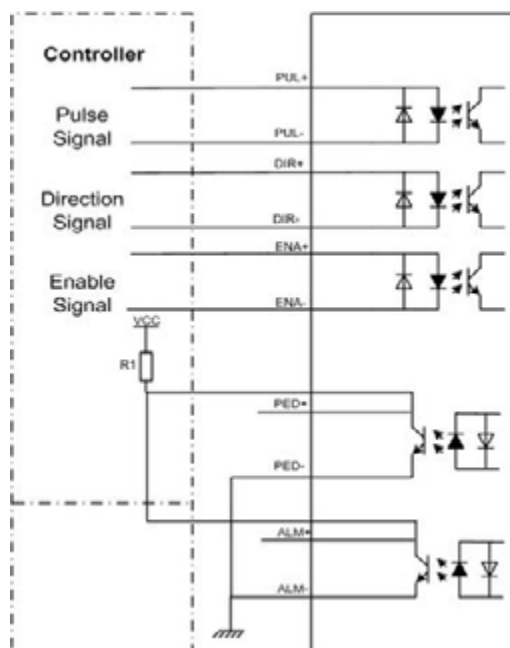 Controller
PUL+
Pulse
Signal
PUL-
DIR+
Direction
Signal
DIR-
ENA+
Enable
Signal
ENA-
VCC
R1
PED+
PED-
ALM+
ALM-